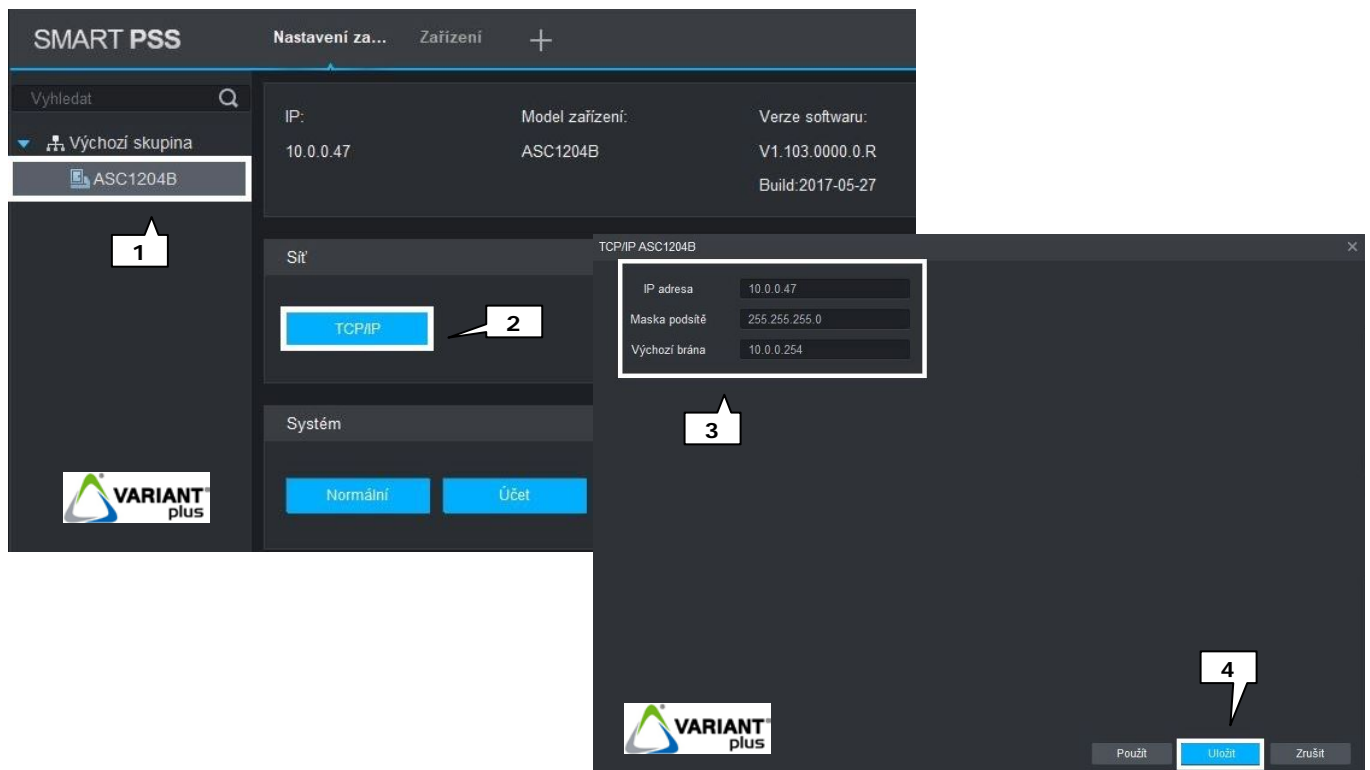 SMART PSS
Nastavení za... Zařízení
Vyhledat
Výchozí skupina
ASC1204B
1
IP: Model zařízení: Verze softwaru:
10.0.0.47 ASC1204B V1.103.0000.0.R
Build:2017-05-27
Síť
TCP/IP
2
Systém
Normální Účet
VARIANT
plus
TCP/IP ASC1204B
IP adresa 10.0.0.47
Maska podsítě 255.255.255.0
Výchozí brána 10.0.0.254
3
4
VARIANT
plus
Použít Uložit Zrušit